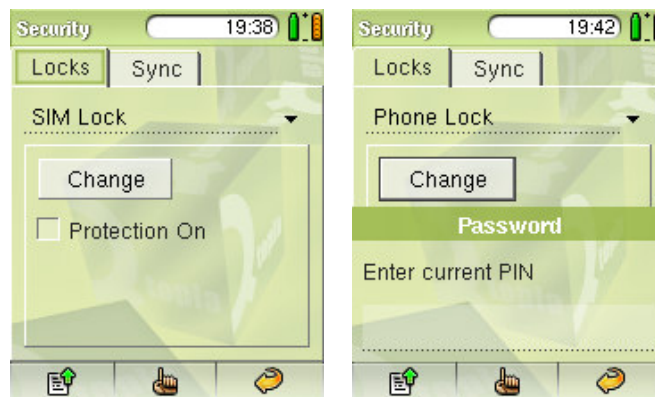 Security 19:38
Locks Sync
SIM Lock
Change
Protection On
Security 19:42
Locks Sync
Phone Lock
Change
Password
Enter current PIN